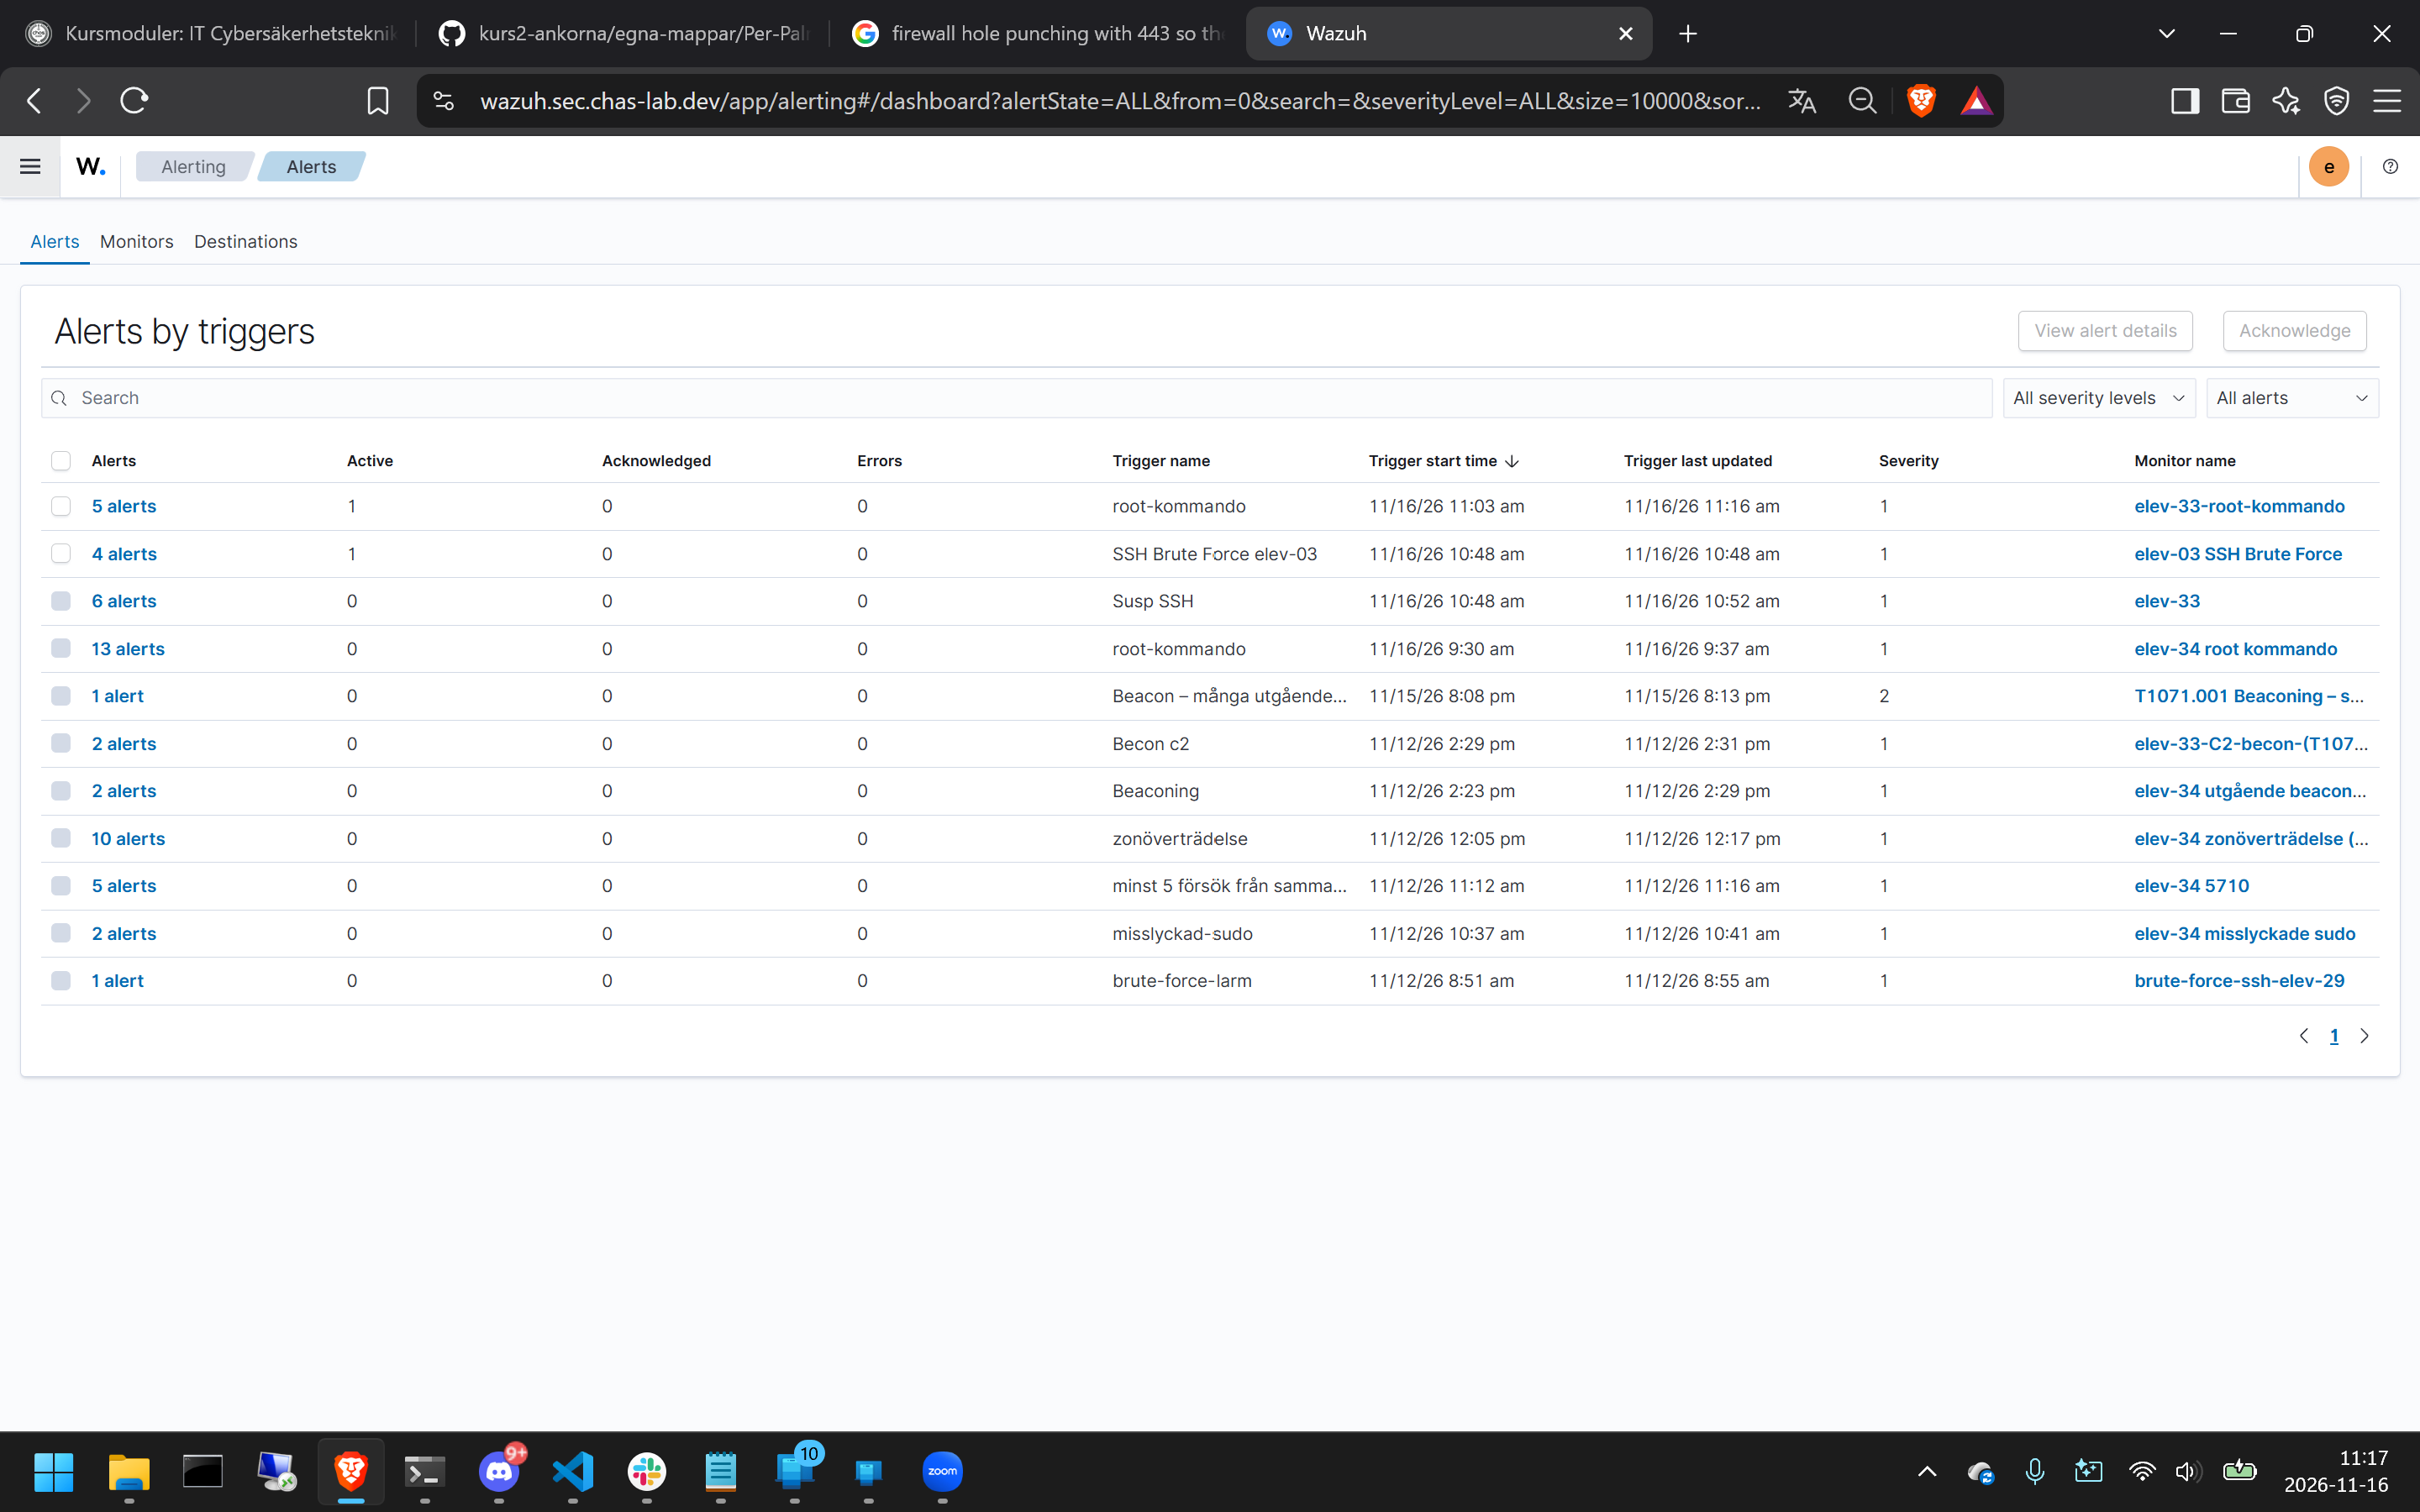 Kursmoduler: IT Cybersäkerhetsteknik
kurs2-ankorna/egna-mappar/Per-Pal
firewall hole punching with 443 so the
W. Wazuh
wazuh.sec.chas-lab.dev/app/alerting#/dashboard?alertState=ALL&from=0&search=&severityLevel=ALL&size=10000&sor...
W. Alerting Alerts e
Alerts Monitors Destinations
Alerts by triggers
View alert details Acknowledge
Search All severity levels All alerts
Alerts Active Acknowledged Errors Trigger name Trigger start time Trigger last updated Severity Monitor name
5 alerts 1 0 0 root-kommando 11/16/26 11:03 am 11/16/26 11:16 am 1 elev-33-root-kommando
4 alerts 1 0 0 SSH Brute Force elev-03 11/16/26 10:48 am 11/16/26 10:48 am 1 elev-03 SSH Brute Force
6 alerts 0 0 0 Susp SSH 11/16/26 10:48 am 11/16/26 10:52 am 1 elev-33
13 alerts 0 0 0 root-kommando 11/16/26 9:30 am 11/16/26 9:37 am 1 elev-34 root kommando
1 alert 0 0 0 Beacon – många utgående... 11/15/26 8:08 pm 11/15/26 8:13 pm 2 T1071.001 Beaconing – s...
2 alerts 0 0 0 Becon c2 11/12/26 2:29 pm 11/12/26 2:31 pm 1 elev-33-C2-becon-(T107...
2 alerts 0 0 0 Beaconing 11/12/26 2:23 pm 11/12/26 2:29 pm 1 elev-34 utgående beacon...
10 alerts 0 0 0 zonöverträdelse 11/12/26 12:05 pm 11/12/26 12:17 pm 1 elev-34 zonöverträdelse (...
5 alerts 0 0 0 minst 5 försök från samma... 11/12/26 11:12 am 11/12/26 11:16 am 1 elev-34 5710
2 alerts 0 0 0 misslyckad-sudo 11/12/26 10:37 am 11/12/26 10:41 am 1 elev-34 misslyckade sudo
1 alert 0 0 0 brute-force-larm 11/12/26 8:51 am 11/12/26 8:55 am 1 brute-force-ssh-elev-29
1
9+ 10 zoom
11:17
2026-11-16